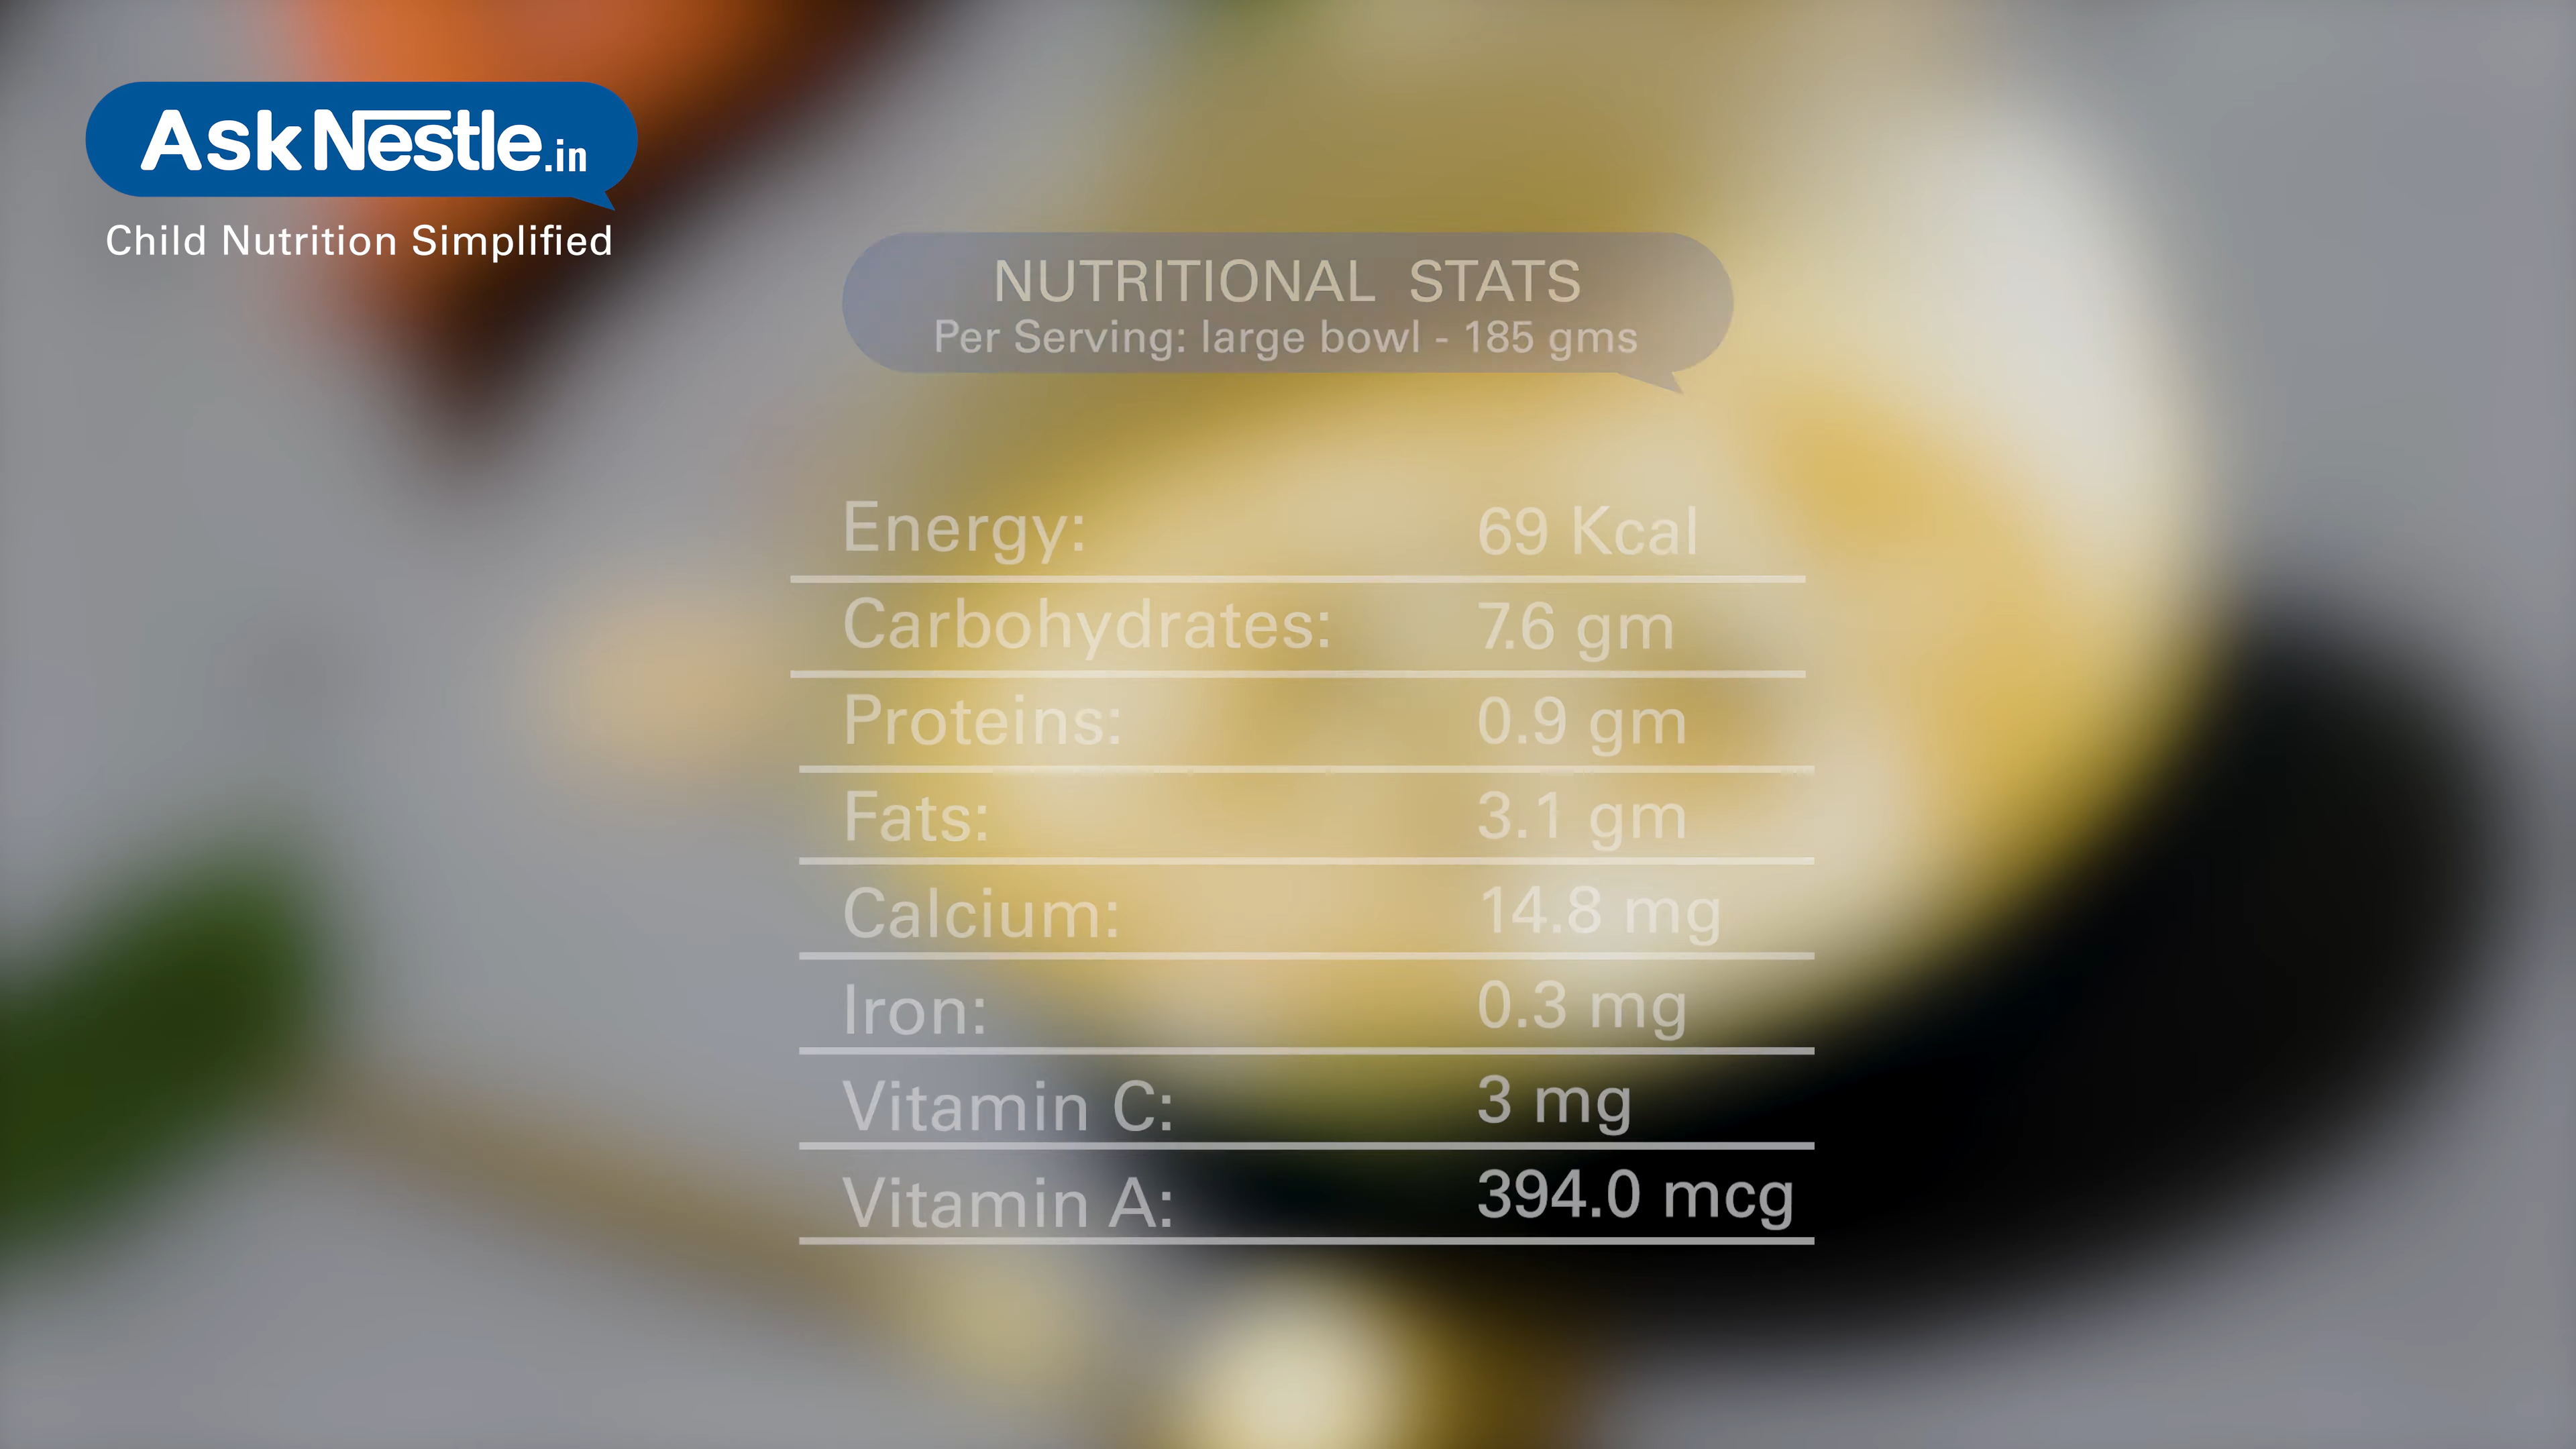 AskNestle.in
Child Nutrition Simplified
NUTRITIONAL STATS
Per Serving: large bowl - 185 gms
Energy: 69 Kcal
Carbohydrates: 7.6 gm
Proteins: 0.9 gm
Fats: 3.1 gm
Calcium: 14.8 mg
Iron: 0.3 mg
Vitamin C: 3 mg
Vitamin A: 394.0 mcg